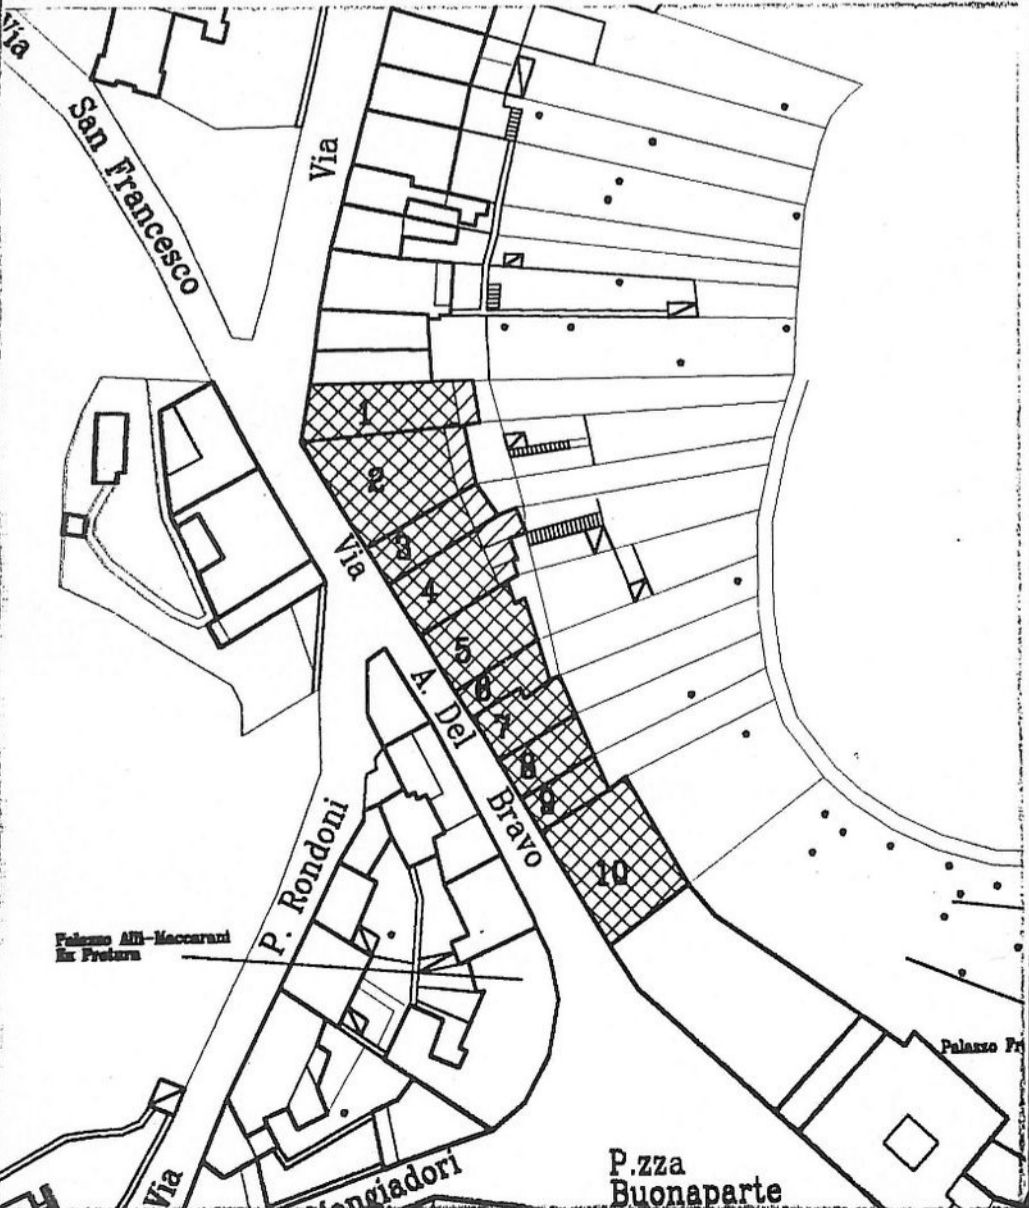 Via
San Francesco
Via
1
2
3
4
5
6
7
8
9
10
Via
A. Del
Bravo
P. Rondoni
Via
Palazzo Alli-Maccarani
Ex Pretura
Palazzo Fr
P.zza
Buonaparte